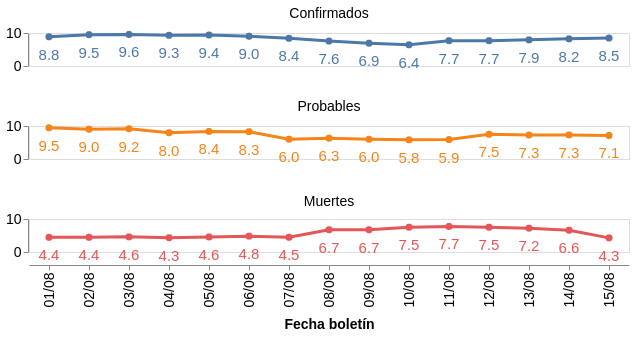 Confirmados
10
0
8.8 9.5 9.6 9.3 9.4 9.0 8.4 7.6 6.9 6.4 7.7 7.7 7.9 8.2 8.5
Probables
10
0
9.5 9.0 9.2 8.0 8.4 8.3 6.0 6.3 6.0 5.8 5.9 7.5 7.3 7.3 7.1
Muertes
10
0
4.4 4.4 4.6 4.3 4.6 4.8 4.5 6.7 6.7 7.5 7.7 7.5 7.2 6.6 4.3
01/08 02/08 03/08 04/08 05/08 06/08 07/08 08/08 09/08 10/08 11/08 12/08 13/08 14/08 15/08
Fecha boletín